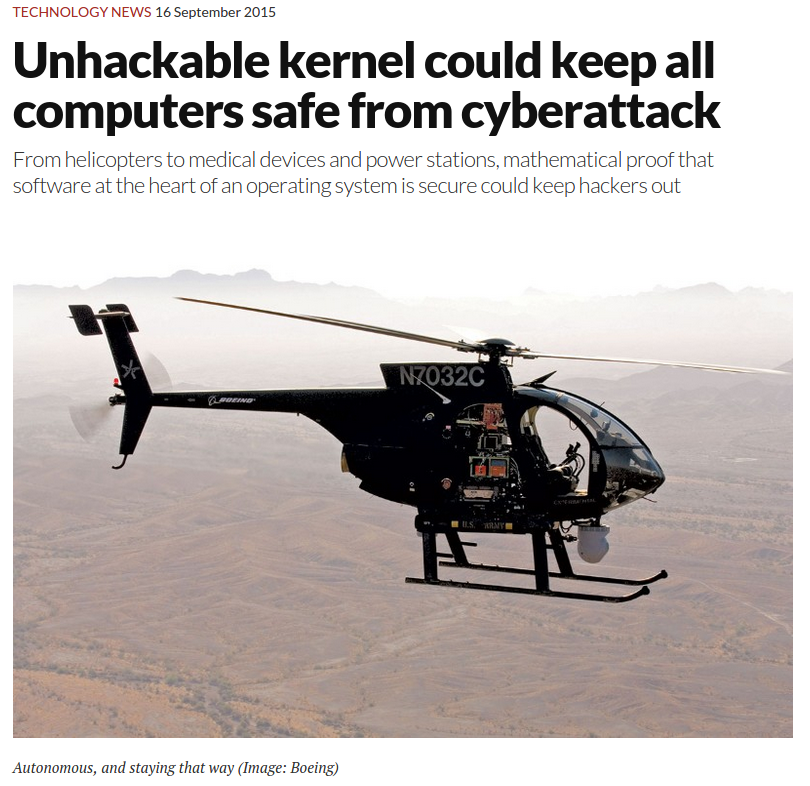 TECHNOLOGY NEWS 16 September 2015
Unhackable kernel could keep all
computers safe from cyberattack
From helicopters to medical devices and power stations, mathematical proof that
software at the heart of an operating system is secure could keep hackers out
N7032C
BOEING
U.S. ARMY
Autonomous, and staying that way (Image: Boeing)